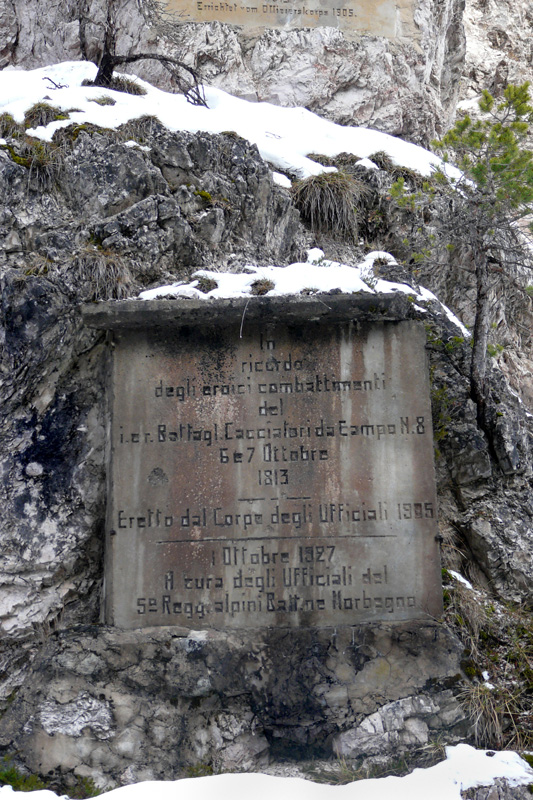 Errichtet vom Offizierskorps 1905.
In
ricordo
degli eroici combattimenti
del
i. e r. Battagl. Cacciatori da Campo N. 8
6 e 7 Ottobre
1813
Eretto dal Corpo degli Ufficiali 1905
1 Ottobre 1927
A cura degli Ufficiali del
5º Regg. alpini Batt. ne Morbegno